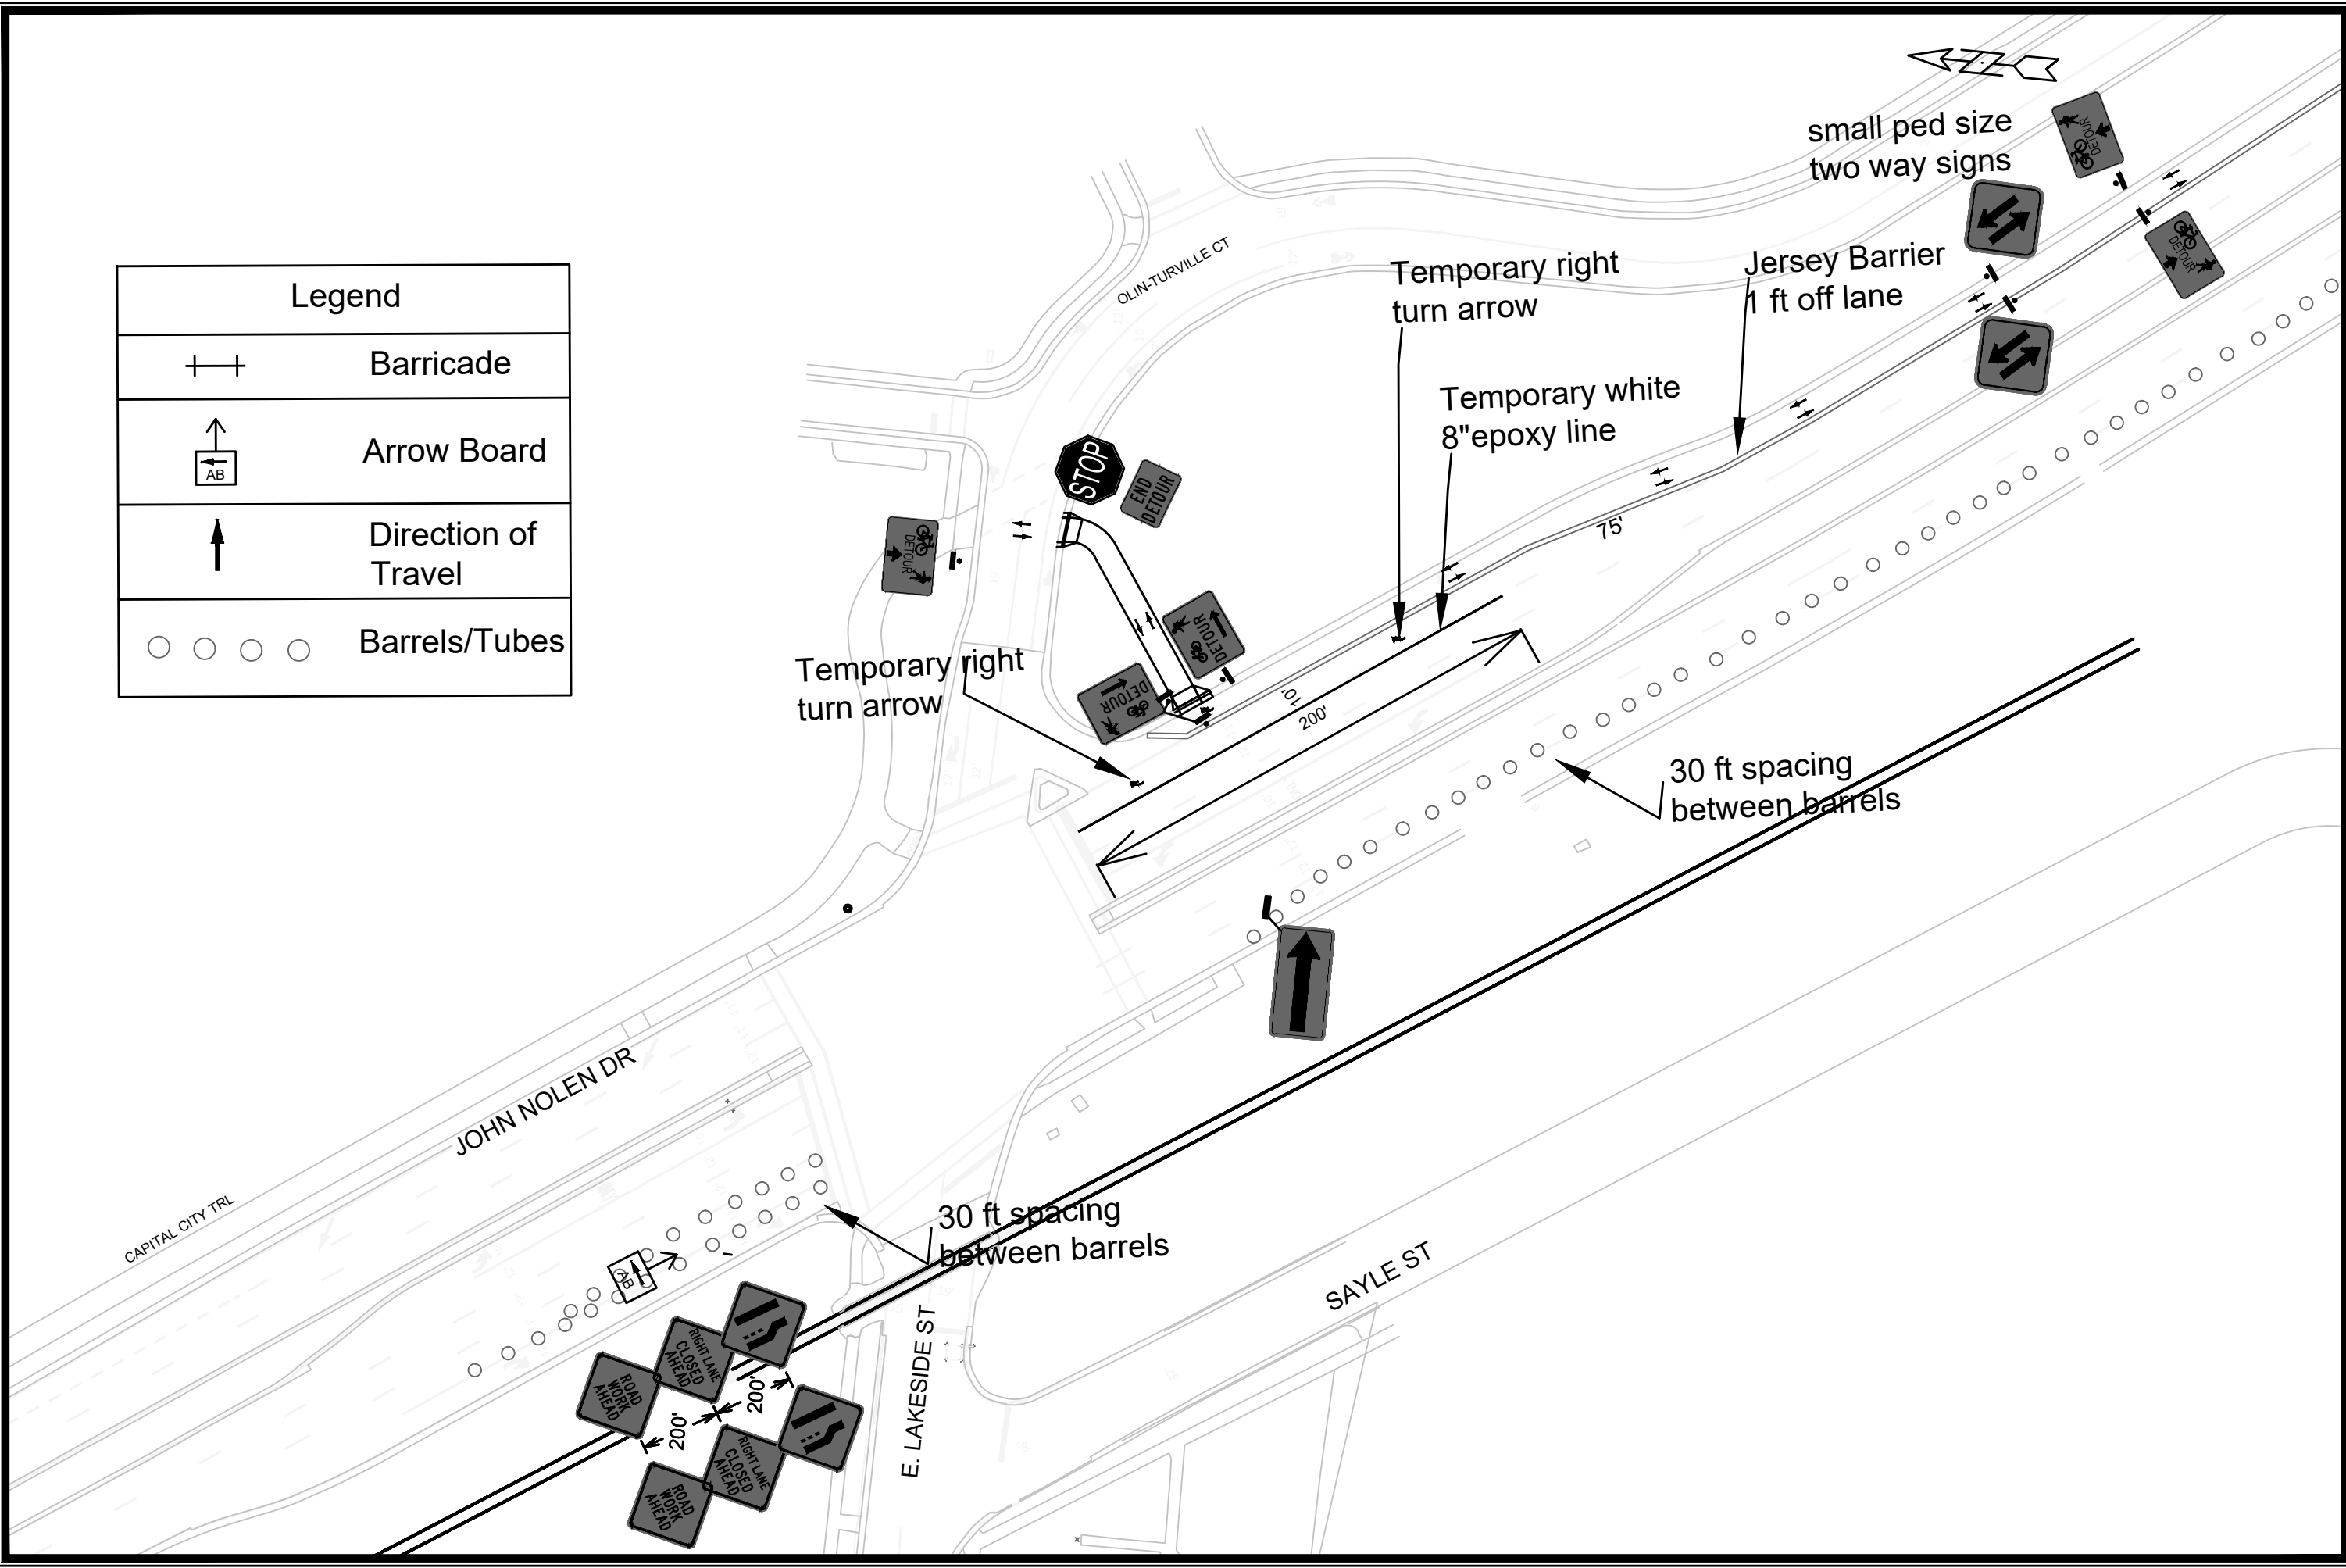 small ped size
two way signs
DETOUR
DETOUR
OLIN-TURVILLE CT
Temporary right
turn arrow
Jersey Barrier
1 ft off lane
Legend
Barricade
AB
Arrow Board
Direction of
Travel
Barrels/Tubes
Temporary white
8"epoxy line
STOP
END
DETOUR
DETOUR
75'
DETOUR
DETOUR
Temporary right
turn arrow
10'
200'
30 ft spacing
between barrels
JOHN NOLEN DR
CAPITAL CITY TRL
30 ft spacing
between barrels
AB
SAYLE ST
E. LAKESIDE ST
RIGHT LANE
CLOSED
AHEAD
ROAD
WORK
AHEAD
200'
200'
RIGHT LANE
CLOSED
AHEAD
ROAD
WORK
AHEAD